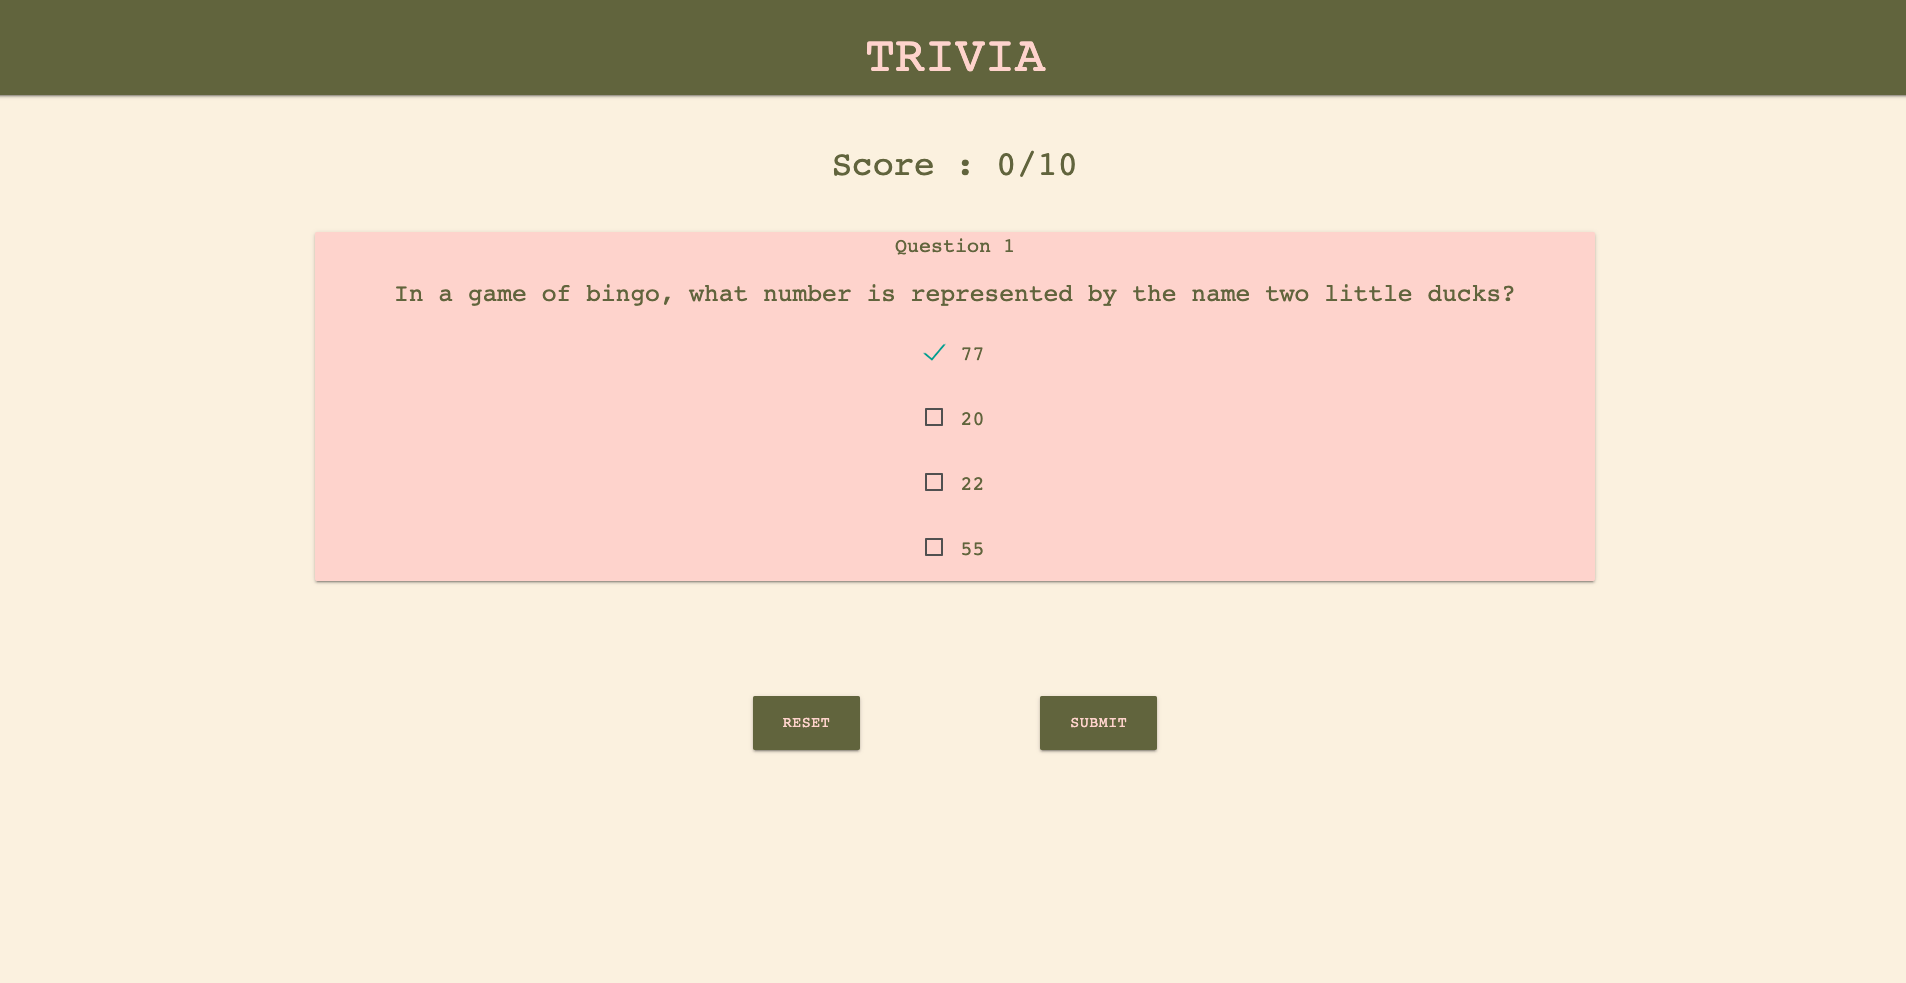 TRIVIA
Score : 0/10
Question 1
In a game of bingo, what number is represented by the name two little ducks?
77
20
22
55
RESET
SUBMIT